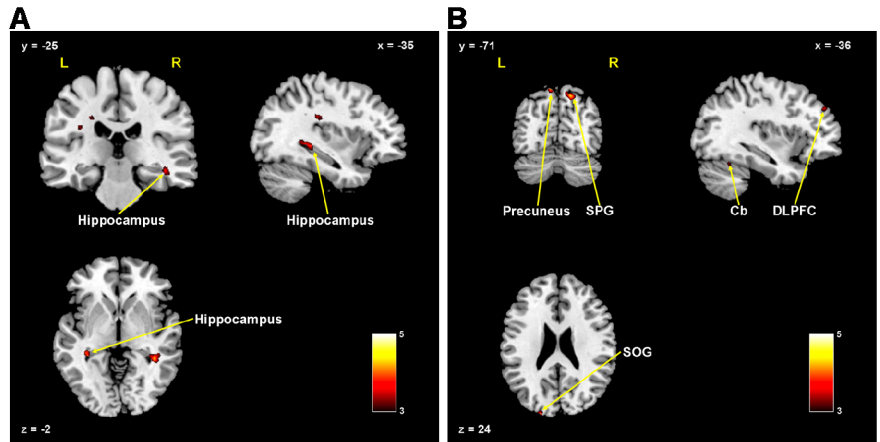 A
y = -25
x = -35
L
R
Hippocampus
Hippocampus
Hippocampus
5
3
z = -2
B
y = -71
x = -36
L
R
Precuneus
SPG
Cb
DLPFC
SOG
5
3
z = 24